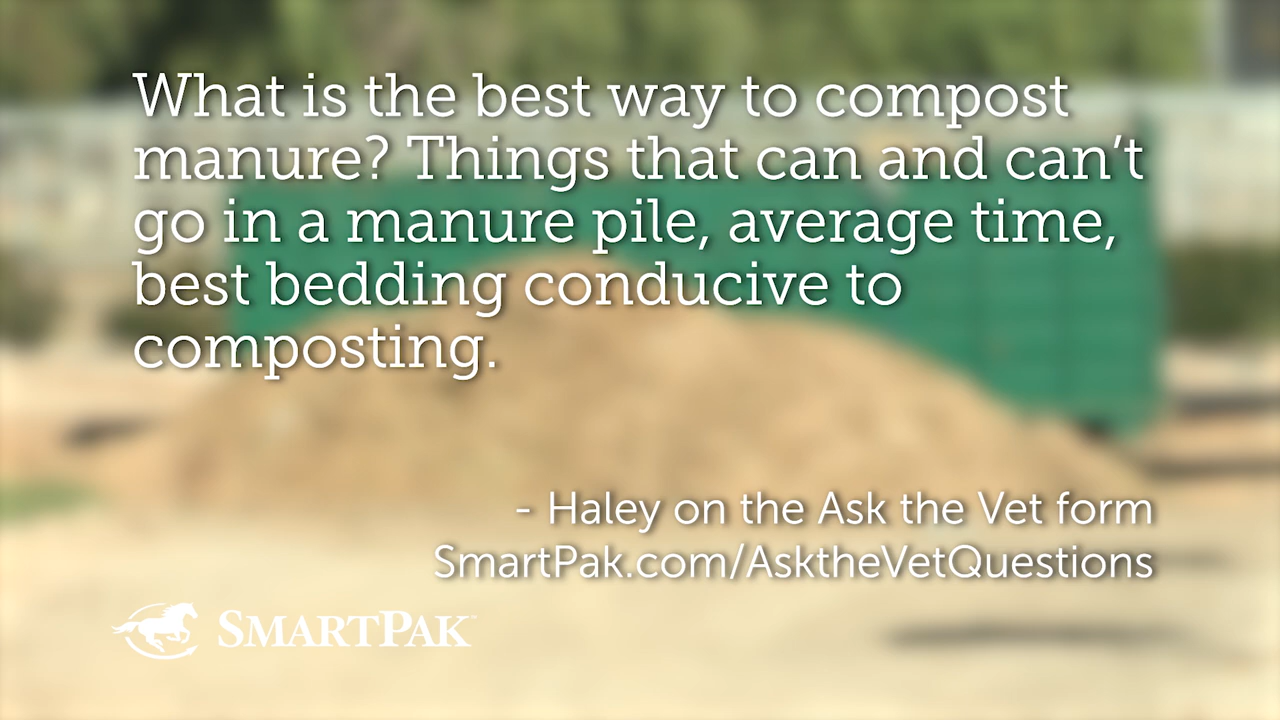 What is the best way to compost
manure? Things that can and can’t
go in a manure pile, average time,
best bedding conducive to
composting.
- Haley on the Ask the Vet form
SmartPak.com/AsktheVetQuestions
SMARTPAK™